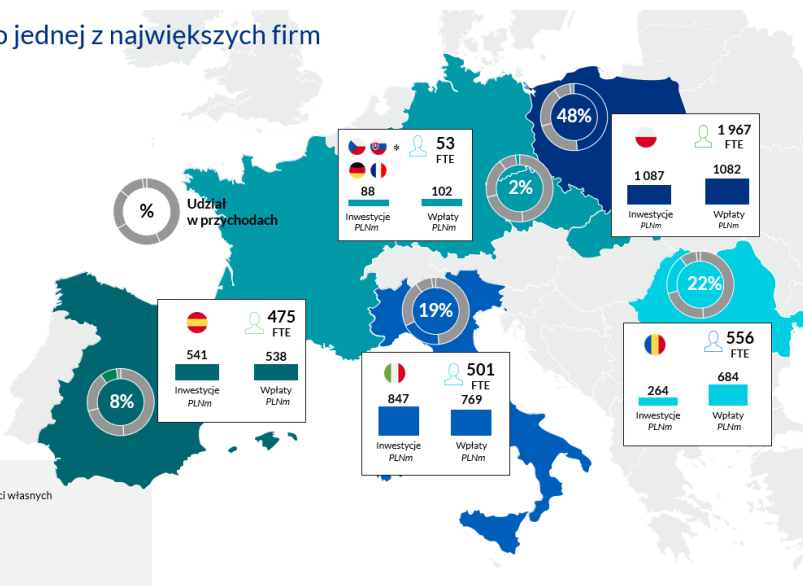 o jednej z największych firm
48%
1 967
FTE
1 087
1082
Inwestycje
PLNm
Wpłaty
PLNm
*
53
FTE
88
102
Inwestycje
PLNm
Wpłaty
PLNm
2%
%
Udział
w przychodach
22%
19%
475
FTE
541
538
Inwestycje
PLNm
Wpłaty
PLNm
8%
556
FTE
264
684
Inwestycje
PLNm
Wpłaty
PLNm
501
FTE
847
769
Inwestycje
PLNm
Wpłaty
PLNm
ci własnych